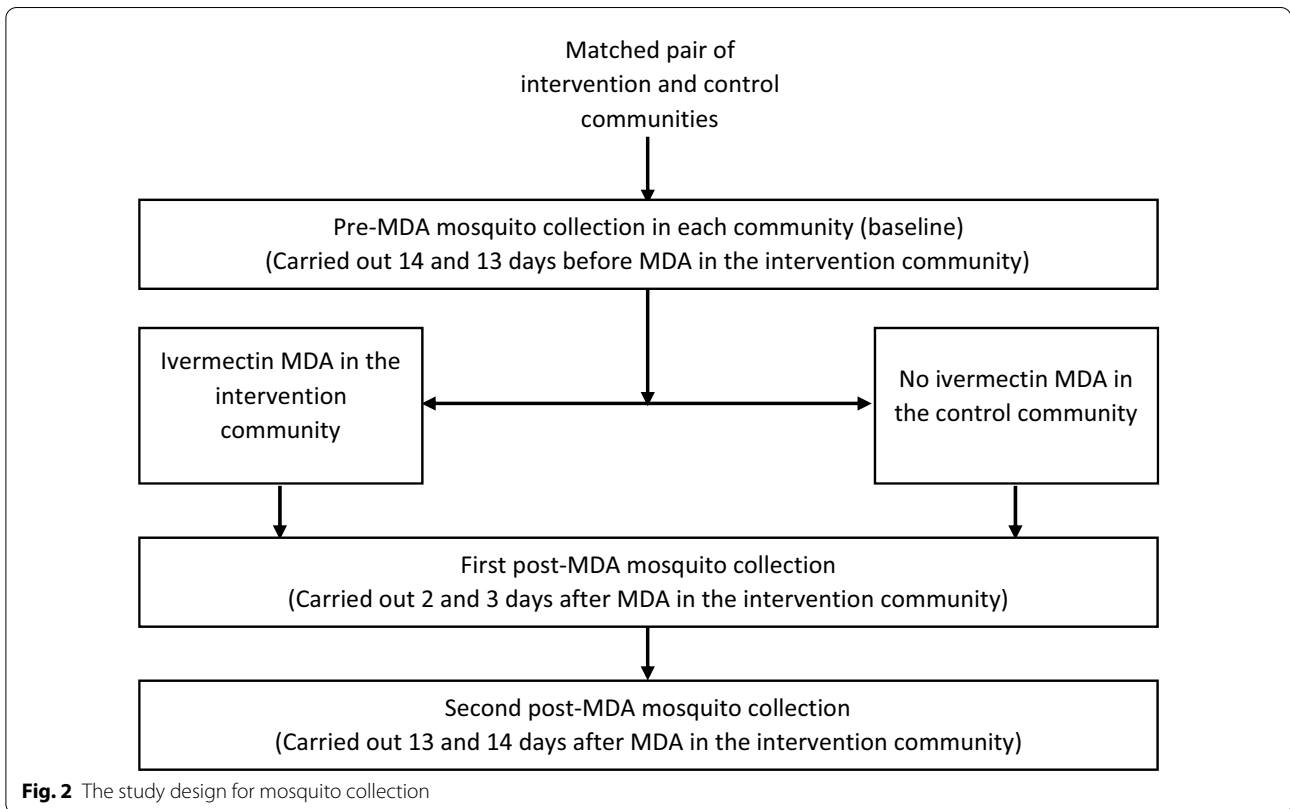 Matched pair of
intervention and control
communities
Pre-MDA mosquito collection in each community (baseline)
(Carried out 14 and 13 days before MDA in the intervention community)
Ivermectin MDA in the
intervention
community
No ivermectin MDA in
the control community
First post-MDA mosquito collection
(Carried out 2 and 3 days after MDA in the intervention community)
Second post-MDA mosquito collection
(Carried out 13 and 14 days after MDA in the intervention community)
Fig. 2 The study design for mosquito collection